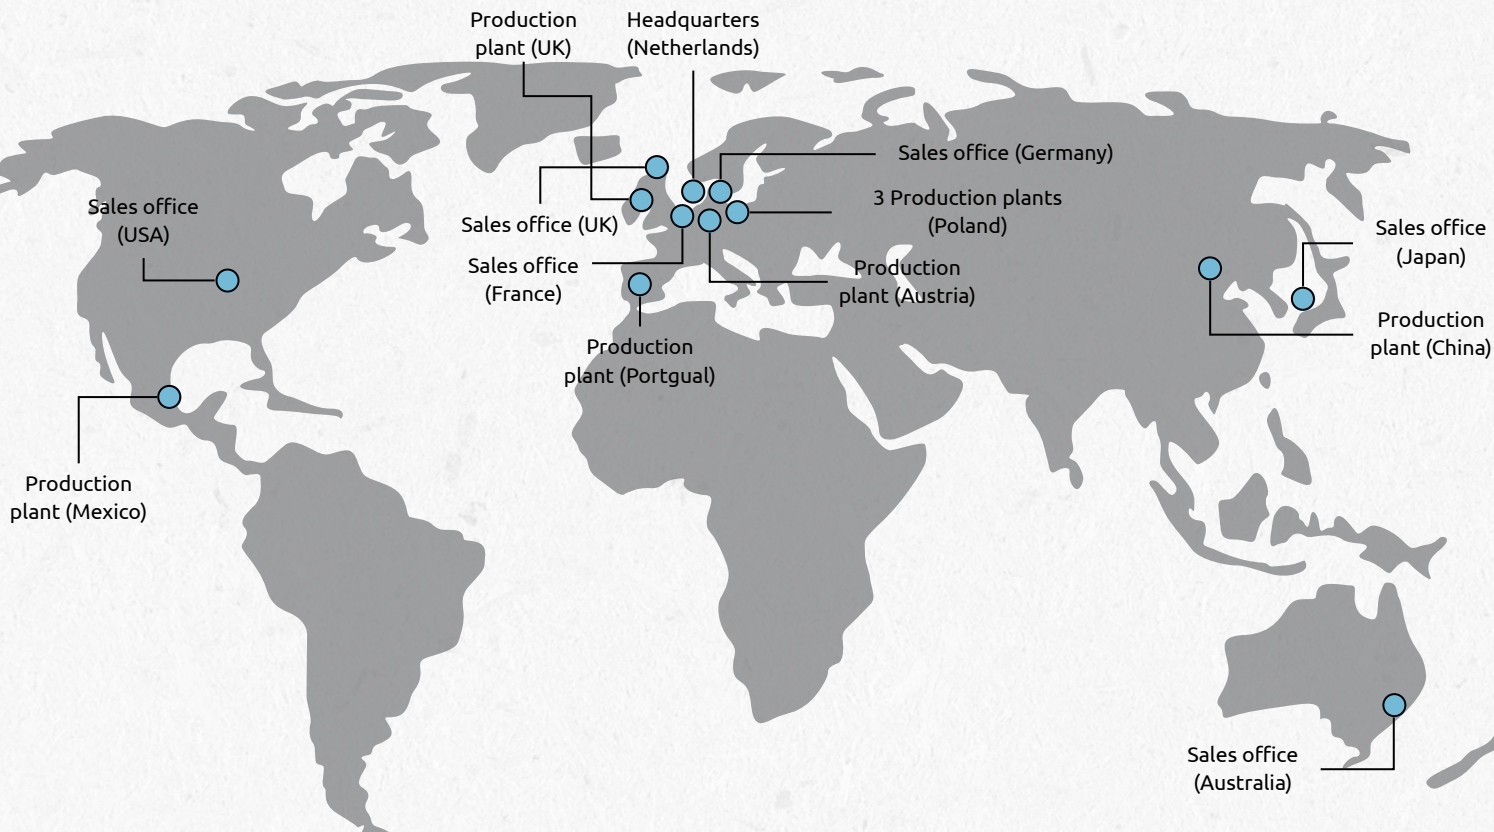 Production
plant (UK)
Headquarters
(Netherlands)
Sales office (Germany)
3 Production plants
(Poland)
Sales office
(USA)
Sales office (UK)
Sales office
(Japan)
Sales office
(France)
Production
plant (Austria)
Production
plant (China)
Production
plant (Portgual)
Production
plant (Mexico)
Sales office
(Australia)